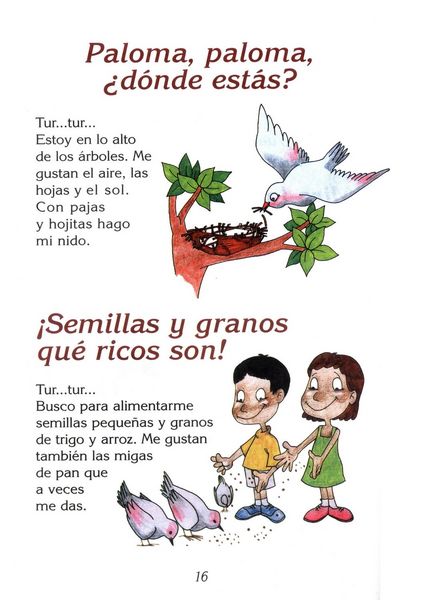 Paloma, paloma,
¿dónde estás?
Tur...tur...
Estoy en lo alto
de los árboles. Me
gustan el aire, las
hojas y el sol.
Con pajas
y hojitas hago
mi nido.
¡Semillas y granos
qué ricos son!
Tur...tur...
Busco para alimentarme
semillas pequeñas y granos
de trigo y arroz. Me gustan
también las migas
de pan que
a veces
me das.
16